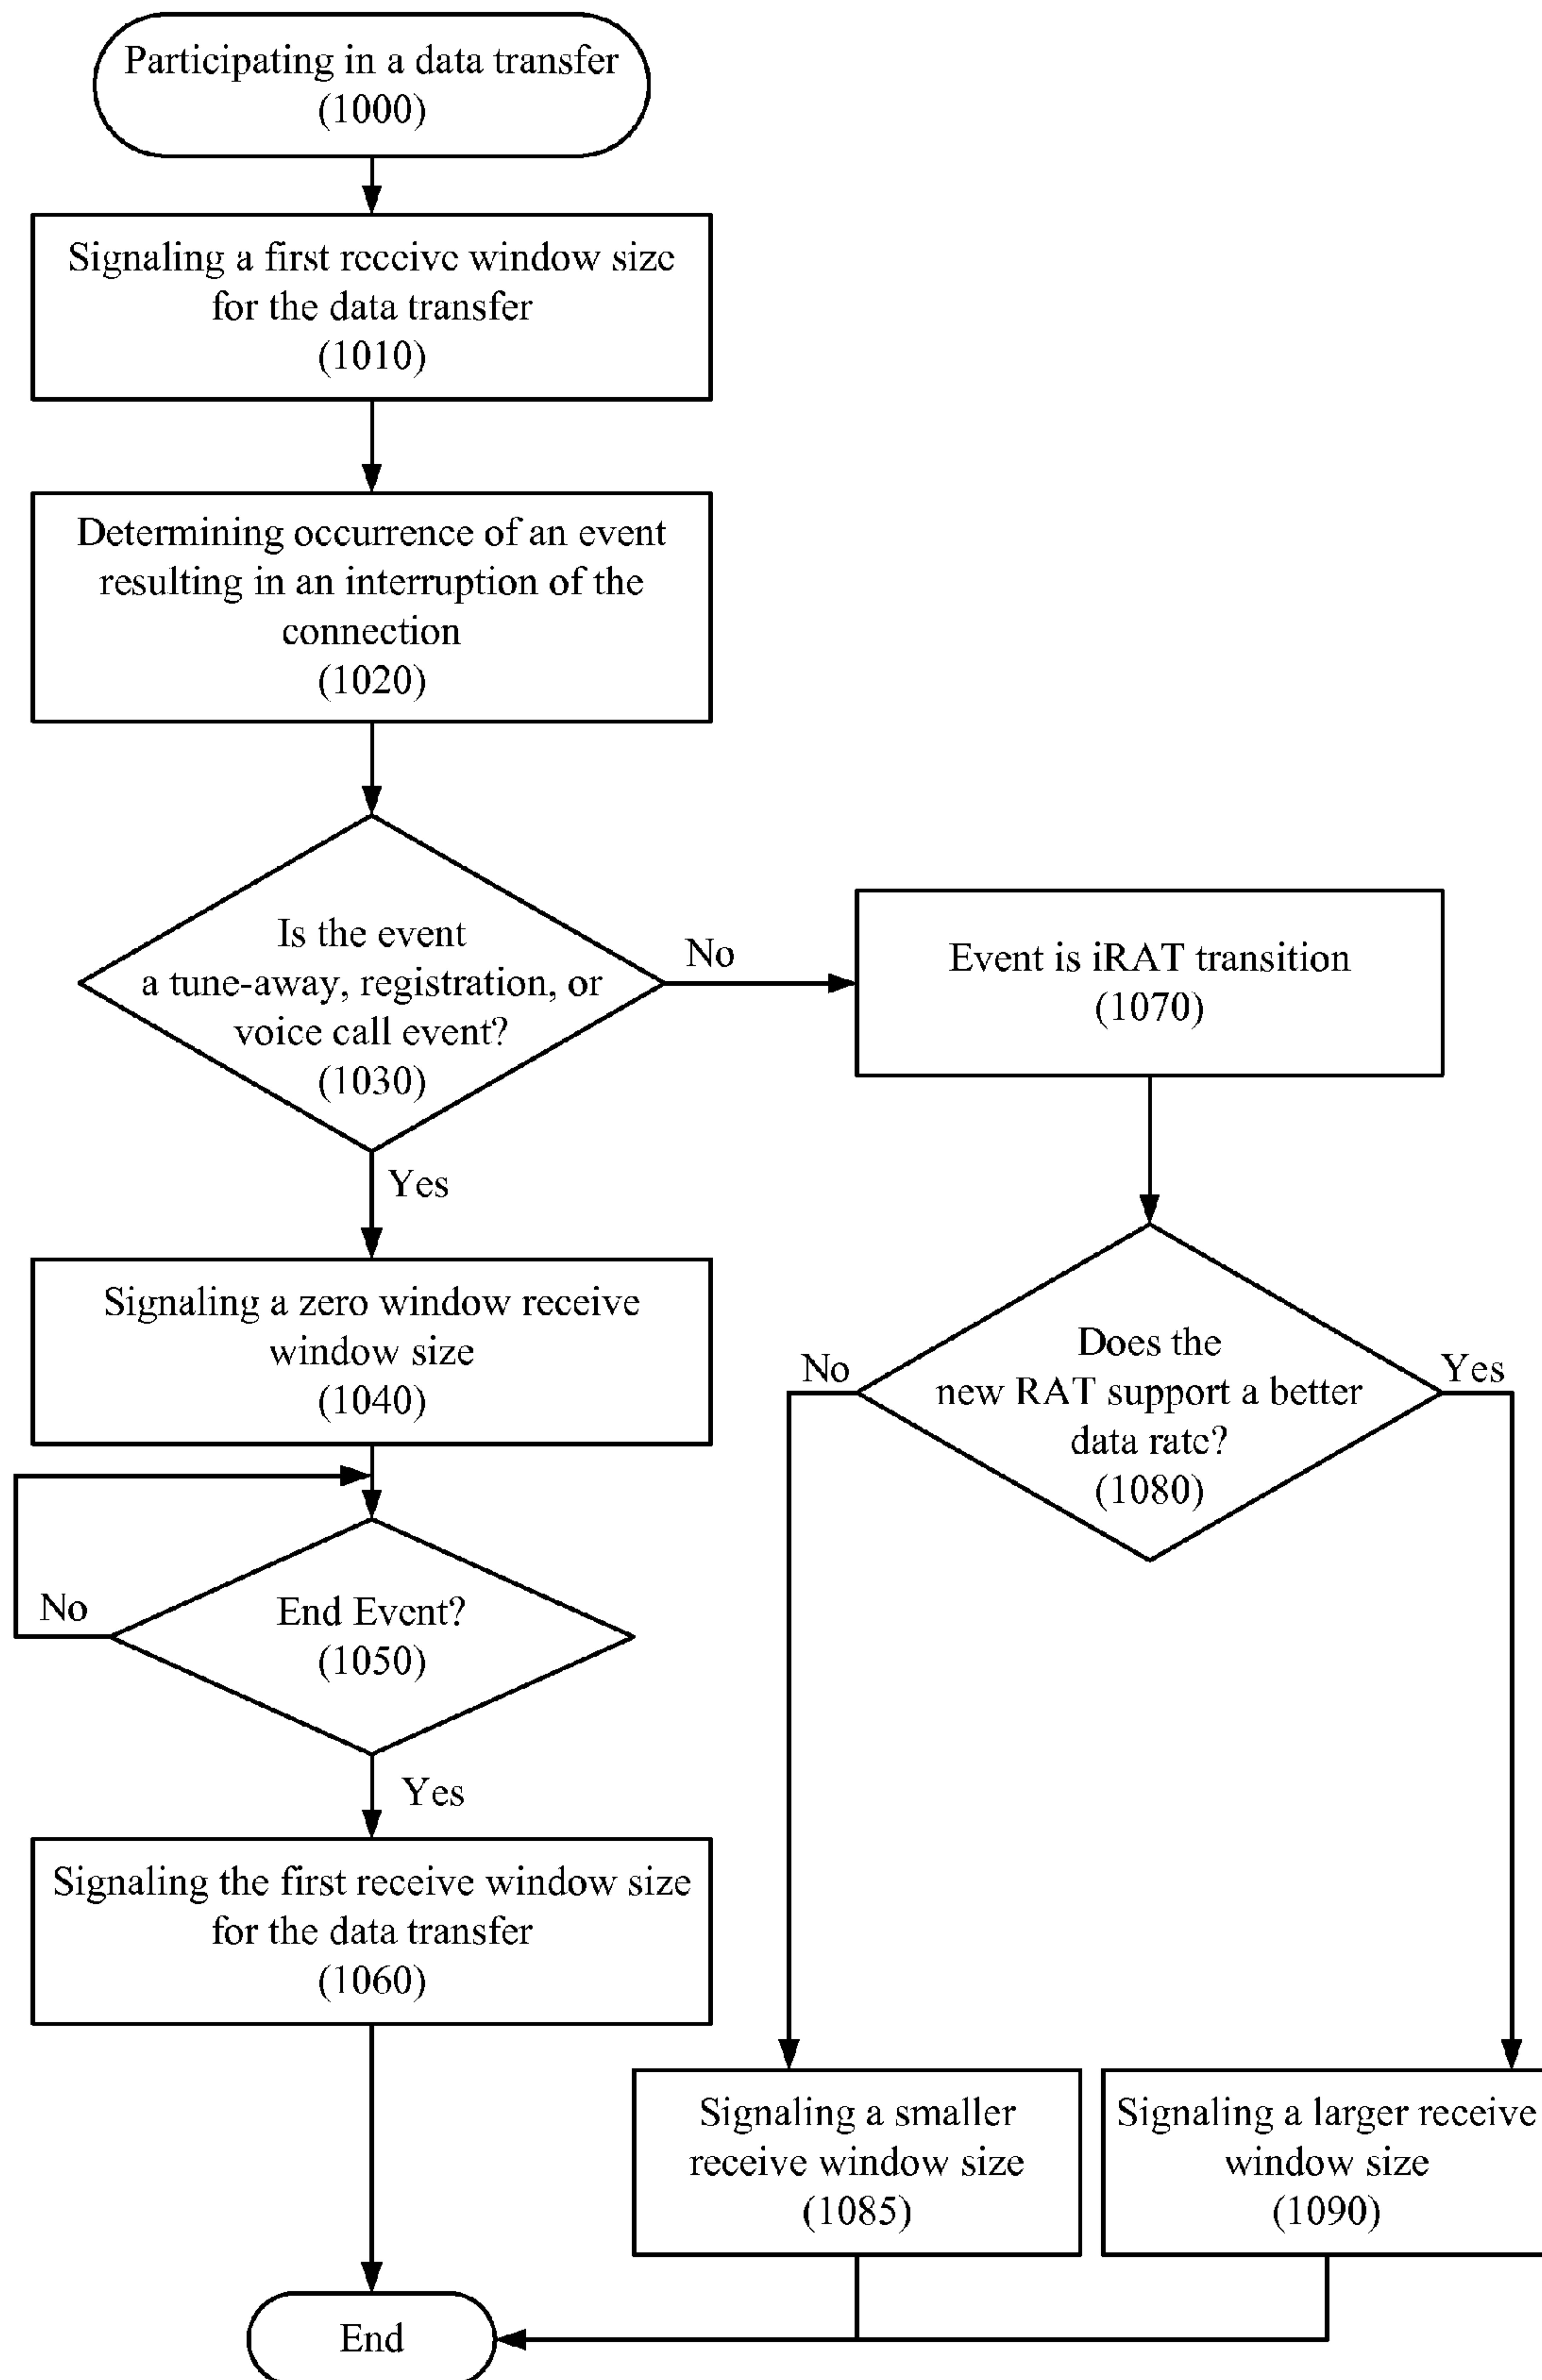 Participating in a data transfer
(1000)
Signaling a first receive window size
for the data transfer
(1010)
Determining occurrence of an event
resulting in an interruption of the
connection
(1020)
Is the event
a tune-away, registration, or
voice call event?
(1030)
No
Yes
Event is iRAT transition
(1070)
Signaling a zero window receive
window size
(1040)
Does the
new RAT support a better
data rate?
(1080)
No
Yes
End Event?
(1050)
No
Yes
Signaling the first receive window size
for the data transfer
(1060)
Signaling a smaller
receive window size
(1085)
Signaling a larger receive
window size
(1090)
End